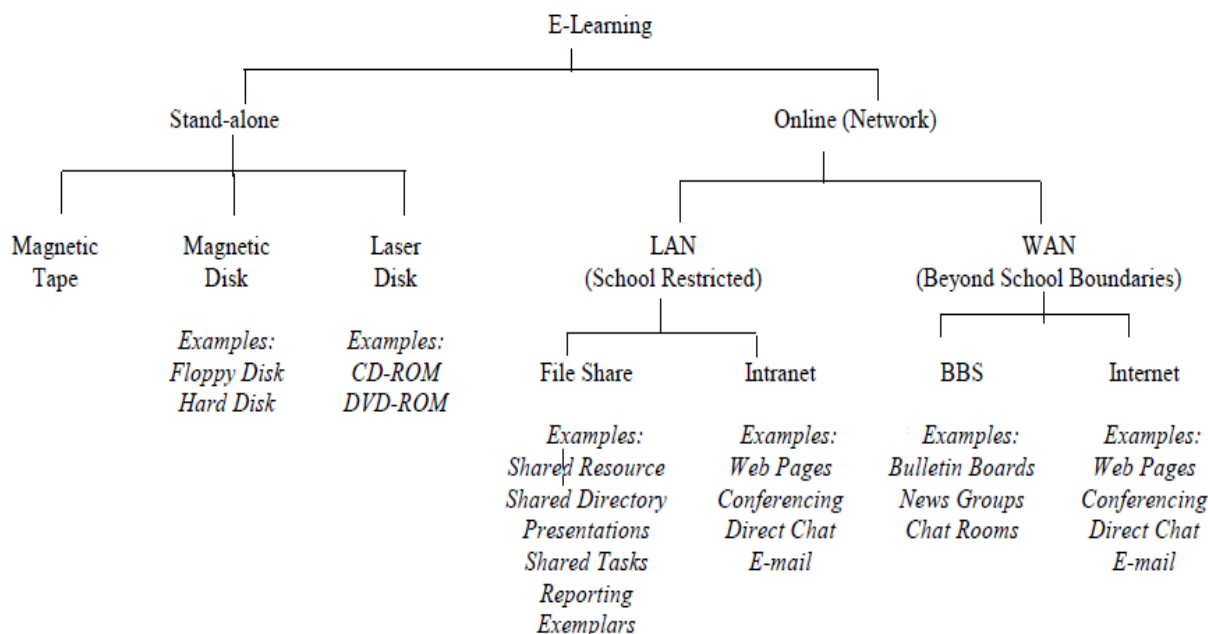 E-Learning
Stand-alone
Online (Network)
Magnetic
Tape
Magnetic
Disk
Examples:
Floppy Disk
Hard Disk
Laser
Disk
Examples:
CD-ROM
DVD-ROM
LAN
(School Restricted)
WAN
(Beyond School Boundaries)
File Share
Examples:
Shared Resource
Shared Directory
Presentations
Shared Tasks
Reporting
Exemplars
Intranet
Examples:
Web Pages
Conferencing
Direct Chat
E-mail
BBS
Examples:
Bulletin Boards
News Groups
Chat Rooms
Internet
Examples:
Web Pages
Conferencing
Direct Chat
E-mail